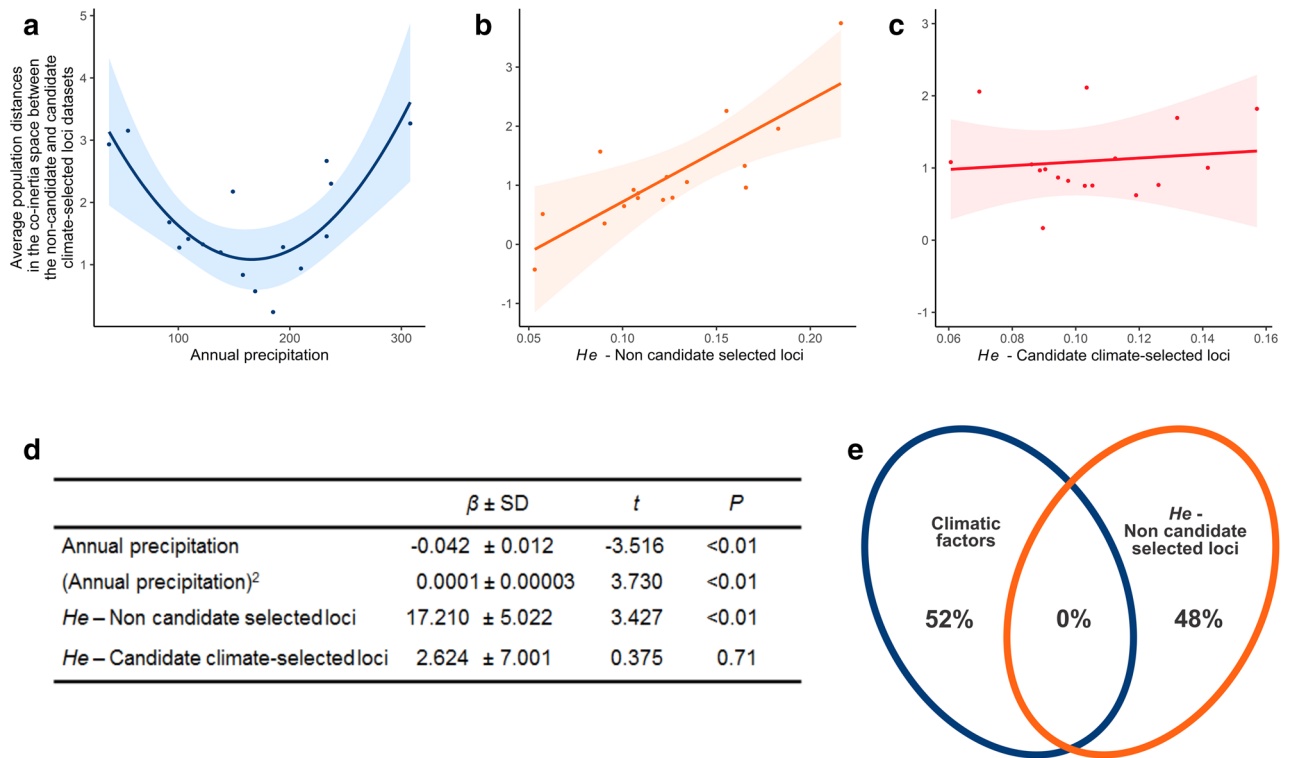 a
Average population distances
in the co-inertia space between
the non-candidate and candidate
climate-selected loci datasets
5
4
3
2
1
100
200
300
Annual precipitation
b
3
2
1
0
-1
0.05
0.10
0.15
0.20
He - Non candidate selected loci
c
3
2
1
0
-1
0.06
0.08
0.10
0.12
0.14
0.16
He - Candidate climate-selected loci
d
β ± SD t P
Annual precipitation -0.042 ± 0.012 -3.516 <0.01
(Annual precipitation)² 0.0001 ± 0.00003 3.730 <0.01
He – Non candidate selected loci 17.210 ± 5.022 3.427 <0.01
He – Candidate climate-selected loci 2.624 ± 7.001 0.375 0.71
e
Climatic
factors
52%
0%
He -
Non candidate
selected loci
48%